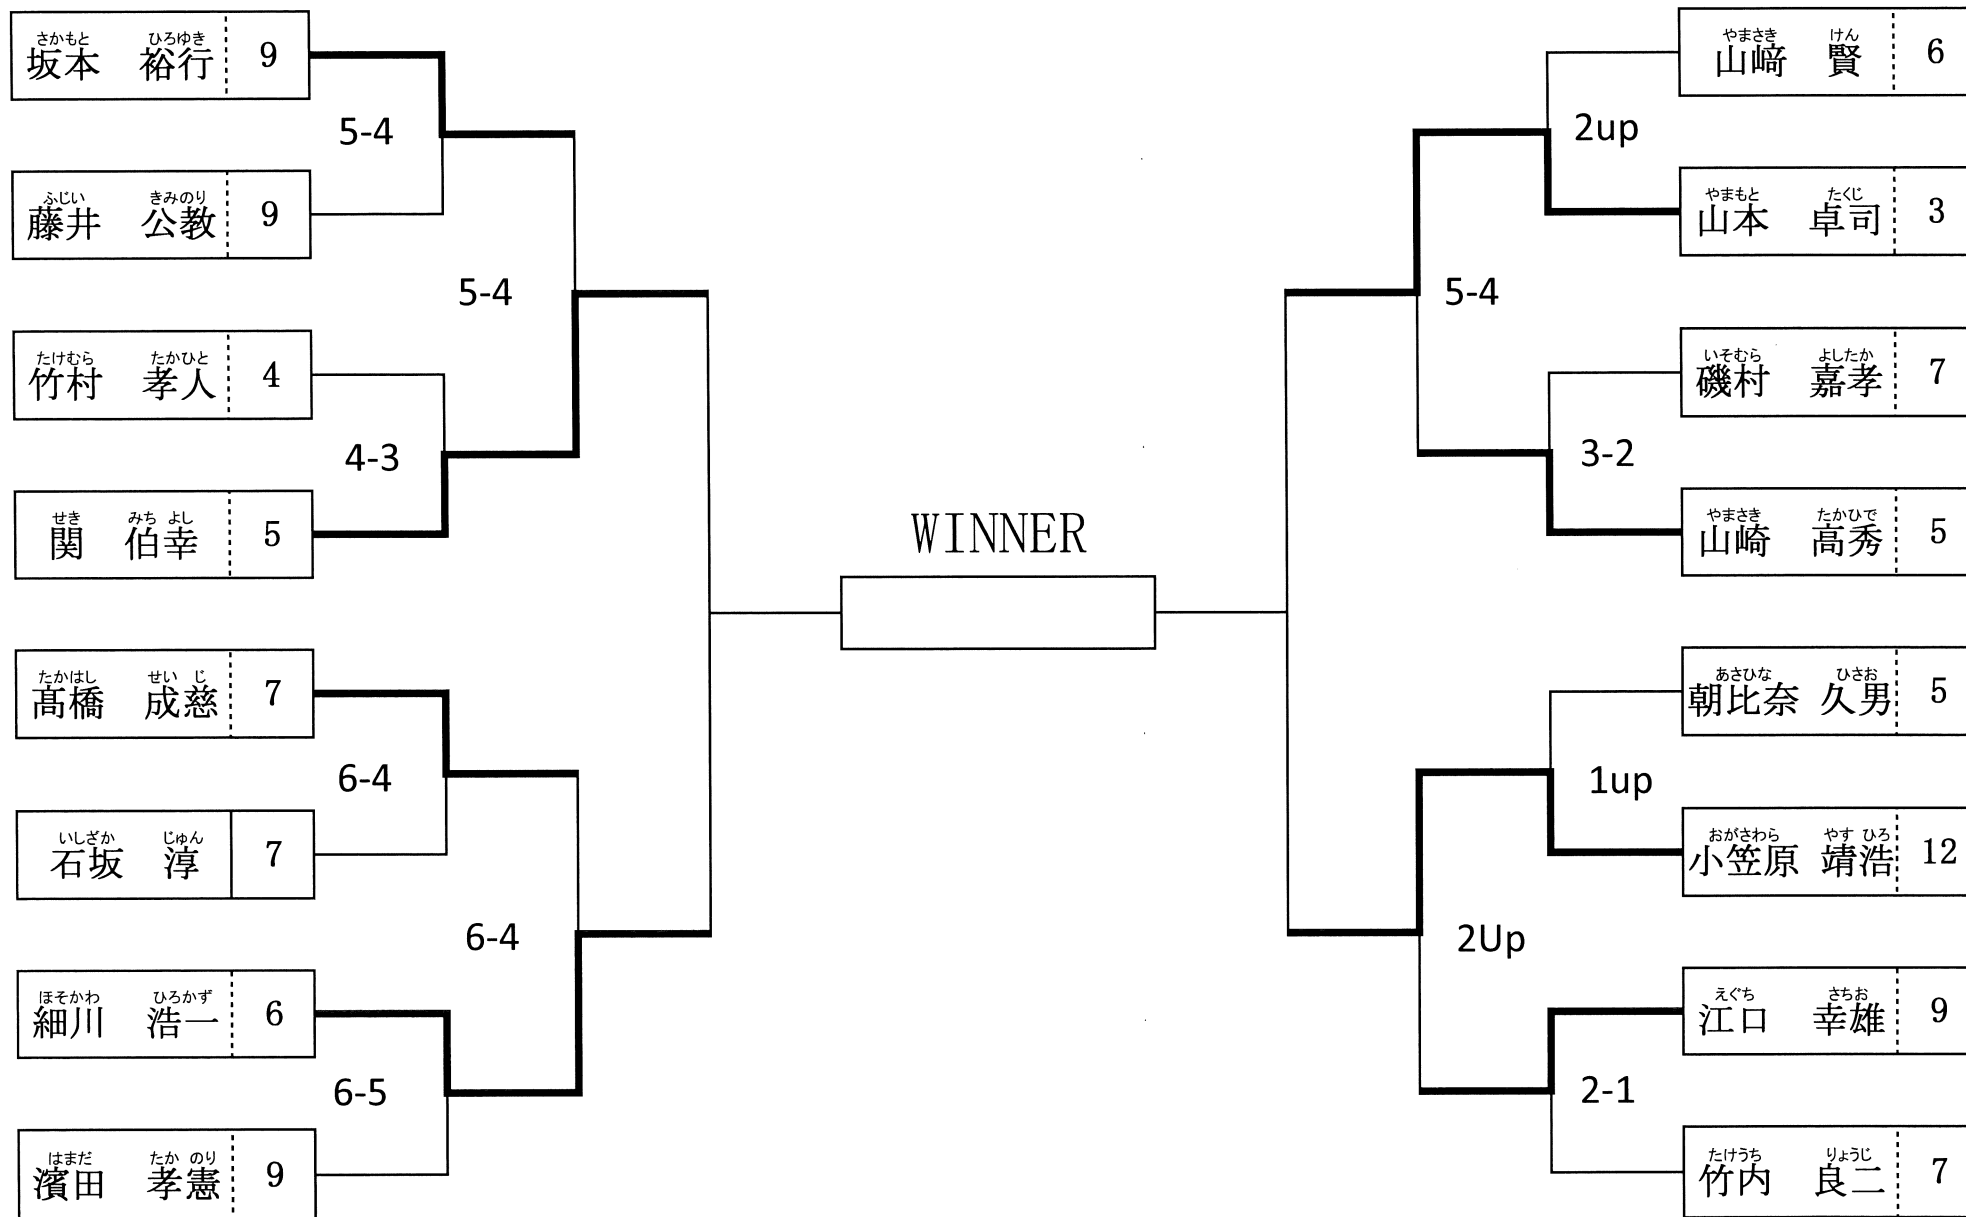 さかもと ひろゆき
坂本 裕行 9
5-4
ふじい きみのり
藤井 公教 9
5-4
たけむら たかひと
竹村 孝人 4
4-3
せき みち よし
関 伯幸 5
たかはし せい じ
髙橋 成慈 7
6-4
いしざか じゅん
石坂 淳 7
6-4
ほそかわ ひろかず
細川 浩一 6
6-5
はまだ たか のり
濱田 孝憲 9
WINNER
やまさき けん
山﨑 賢 6
2up
やまもと たくじ
山本 卓司 3
5-4
いそむら よしたか
磯村 嘉孝 7
3-2
やまさき たかひで
山崎 高秀 5
あさひな ひさお
朝比奈 久男 5
1up
おがさわら やす ひろ
小笠原 靖浩 12
2Up
えぐち さちお
江口 幸雄 9
2-1
たけうち りょうじ
竹内 良二 7